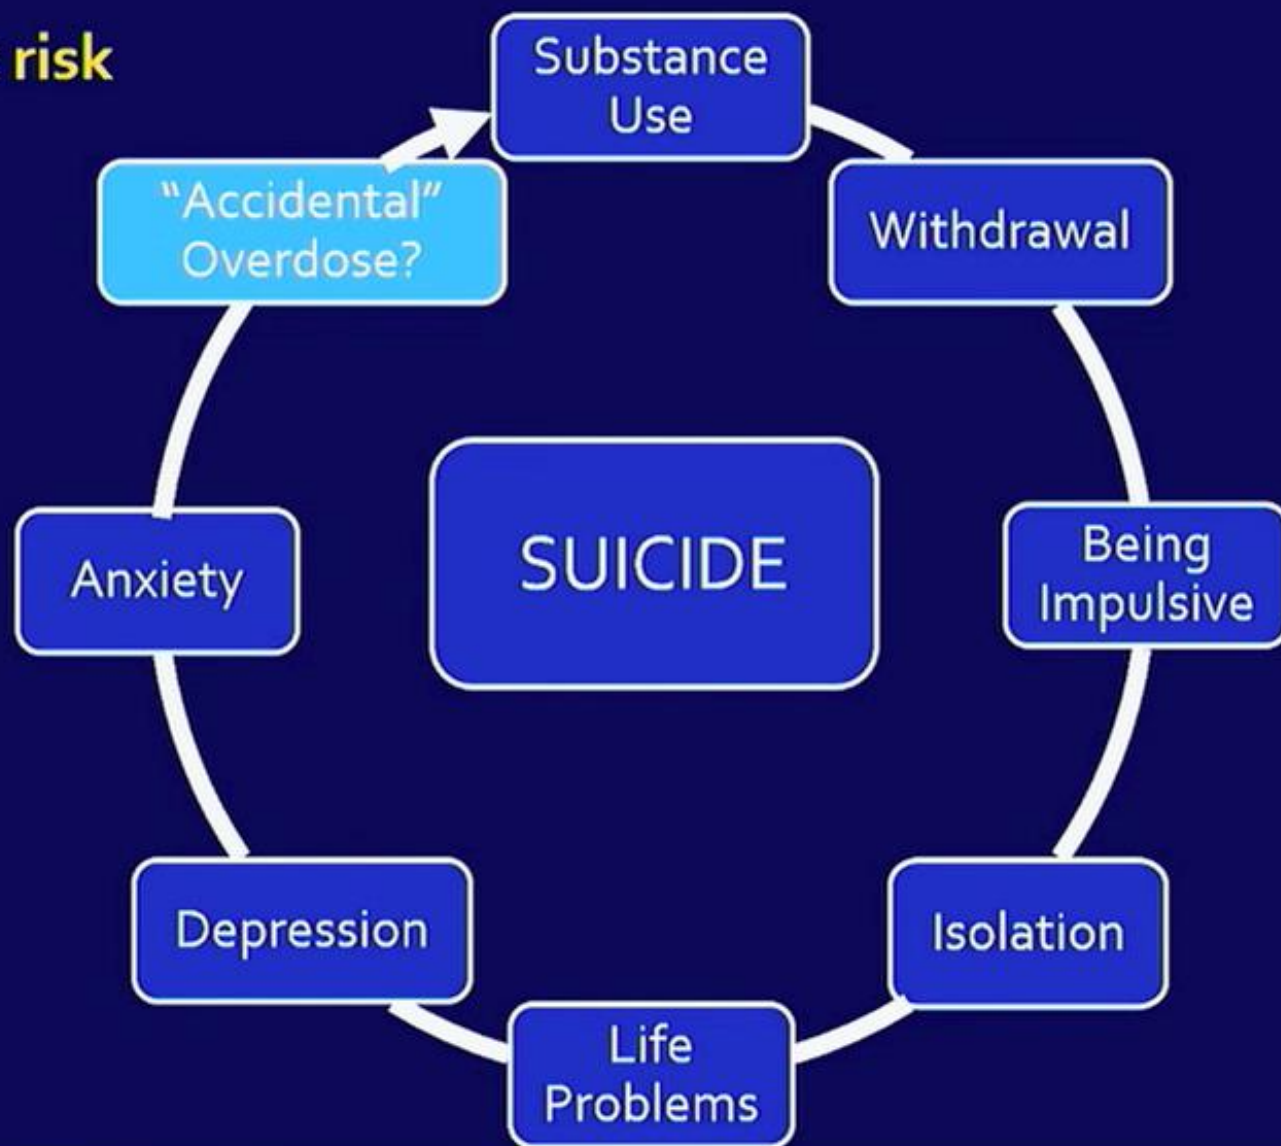 risk
Substance
Use
Withdrawal
Being
Impulsive
Isolation
Life
Problems
Depression
Anxiety
“Accidental”
Overdose?
SUICIDE